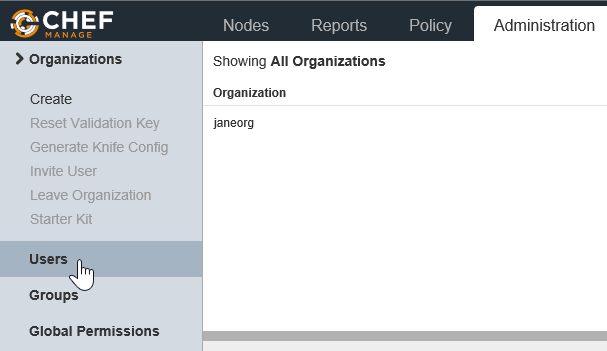 CHEF
MANAGE
Nodes Reports Policy Administration
Organizations
Showing All Organizations
Organization
janeorg
Create
Reset Validation Key
Generate Knife Config
Invite User
Leave Organization
Starter Kit
Users
Groups
Global Permissions